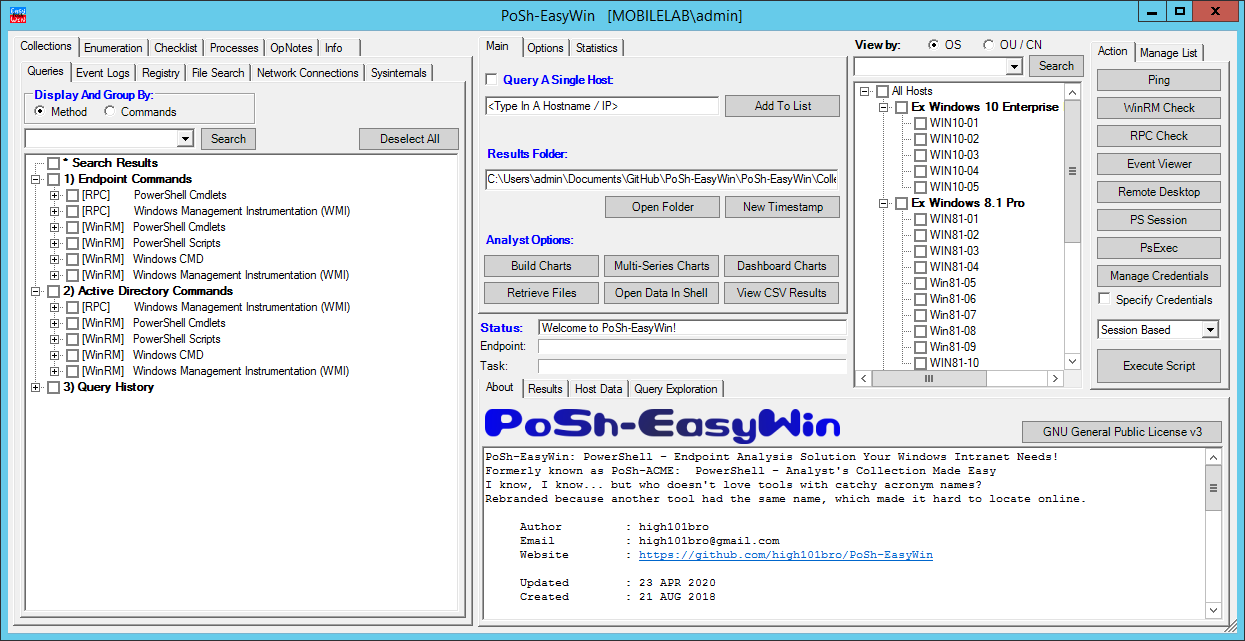 Easy
Win
PoSh-EasyWin [MOBILELAB\admin]
Collections Enumeration Checklist Processes OpNotes Info
Queries Event Logs Registry File Search Network Connections Sysinternals
Display And Group By:
Method Commands
Search Deselect All
* Search Results
1) Endpoint Commands
[RPC] PowerShell Cmdlets
[RPC] Windows Management Instrumentation (WMI)
[WinRM] PowerShell Cmdlets
[WinRM] PowerShell Scripts
[WinRM] Windows CMD
[WinRM] Windows Management Instrumentation (WMI)
2) Active Directory Commands
[RPC] Windows Management Instrumentation (WMI)
[WinRM] PowerShell Cmdlets
[WinRM] PowerShell Scripts
[WinRM] Windows CMD
[WinRM] Windows Management Instrumentation (WMI)
3) Query History
Main Options Statistics
Query A Single Host:
<Type In A Hostname / IP> Add To List
Results Folder:
C:\Users\admin\Documents\GitHub\PoSh-EasyWin\PoSh-EasyWin\Colle
Open Folder New Timestamp
Analyst Options:
Build Charts Multi-Series Charts Dashboard Charts
Retrieve Files Open Data In Shell View CSV Results
Status: Welcome to PoSh-EasyWin!
Endpoint:
Task:
View by: OS OU / CN
Search
All Hosts
Ex Windows 10 Enterprise
WIN10-01
WIN10-02
WIN10-03
WIN10-04
WIN10-05
Ex Windows 8.1 Pro
WIN81-01
WIN81-02
WIN81-03
WIN81-04
Win81-05
Win81-06
Win81-07
Win81-08
Win81-09
WIN81-10
Action Manage List
Ping
WinRM Check
RPC Check
Event Viewer
Remote Desktop
PS Session
PsExec
Manage Credentials
Specify Credentials
Session Based
Execute Script
About Results Host Data Query Exploration
PoSh-EasyWin
GNU General Public License v3
PoSh-EasyWin: PowerShell - Endpoint Analysis Solution Your Windows Intranet Needs!
Formerly known as PoSh-ACME: PowerShell - Analyst's Collection Made Easy
I know, I know... but who doesn't love tools with catchy acronym names?
Rebranded because another tool had the same name, which made it hard to locate online.
Author : high101bro
Email : high101bro@gmail.com
Website : https://github.com/high101bro/PoSh-EasyWin
Updated : 23 APR 2020
Created : 21 AUG 2018